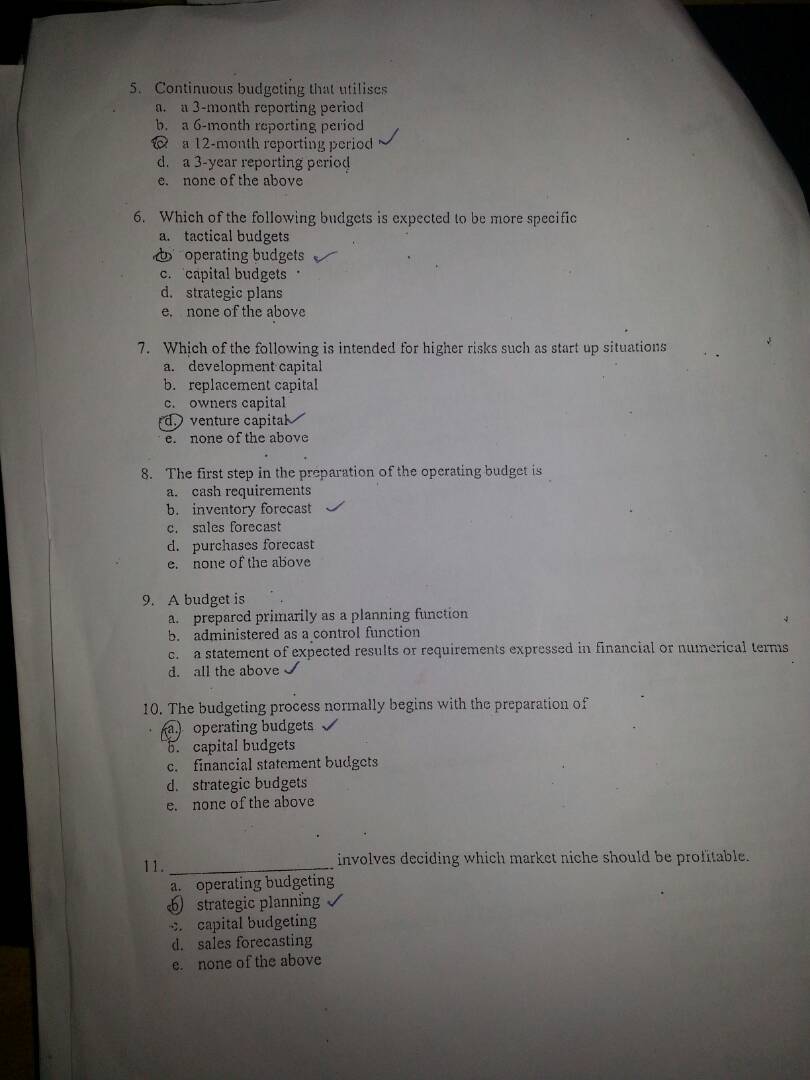 5. Continuous budgeting that utilises
a. a 3-month reporting period
b. a 6-month reporting period
c. a 12-month reporting period ✓
d. a 3-year reporting period
e. none of the above
6. Which of the following budgets is expected to be more specific
a. tactical budgets
b. operating budgets ✓
c. capital budgets
d. strategic plans
e. none of the above
7. Which of the following is intended for higher risks such as start up situations
a. development capital
b. replacement capital
c. owners capital
d. venture capital ✓
e. none of the above
8. The first step in the preparation of the operating budget is
a. cash requirements
b. inventory forecast ✓
c. sales forecast
d. purchases forecast
e. none of the above
9. A budget is
a. prepared primarily as a planning function
b. administered as a control function
c. a statement of expected results or requirements expressed in financial or numerical terms
d. all the above ✓
10. The budgeting process normally begins with the preparation of
a. operating budgets ✓
b. capital budgets
c. financial statement budgets
d. strategic budgets
e. none of the above
11. ______________ involves deciding which market niche should be profitable.
a. operating budgeting
b) strategic planning ✓
c. capital budgeting
d. sales forecasting
e. none of the above